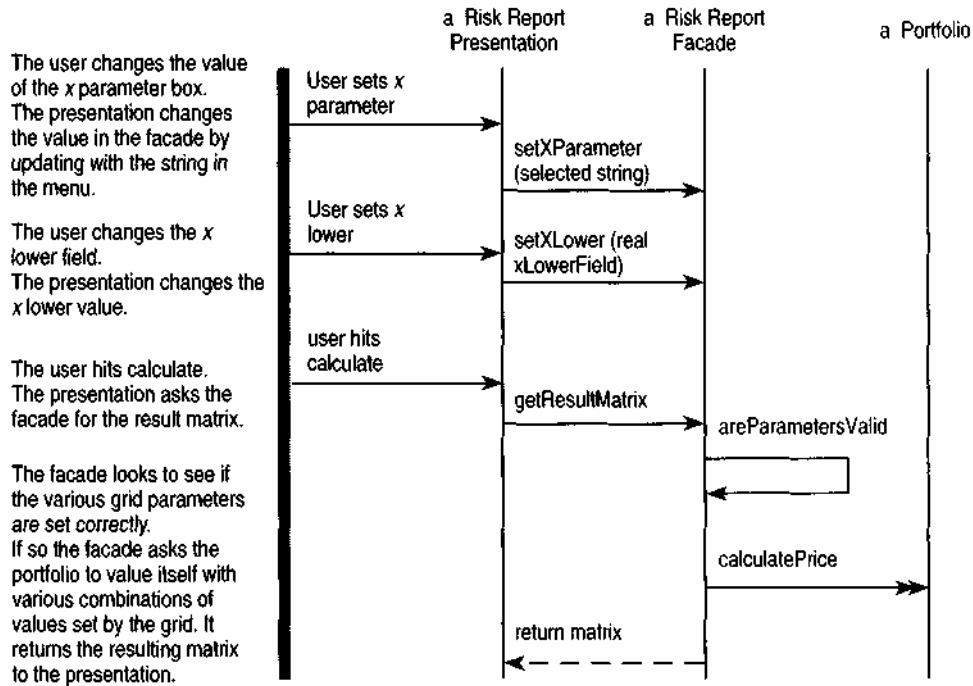 a Risk Report
Presentation
a Risk Report
Facade
a Portfolio
The user changes the value
of the x parameter box.
The presentation changes
the value in the facade by
updating with the string in
the menu.
User sets x
parameter
setXParameter
(selected string)
The user changes the x
lower field.
The presentation changes the
x lower value.
User sets x
lower
setXLower (real
xLowerField)
The user hits calculate.
The presentation asks the
facade for the result matrix.
user hits
calculate
getResultMatrix
areParametersValid
The facade looks to see if
the various grid parameters
are set correctly.
If so the facade asks the
portfolio to value itself with
various combinations of
values set by the grid. It
returns the resulting matrix
to the presentation.
calculatePrice
return matrix